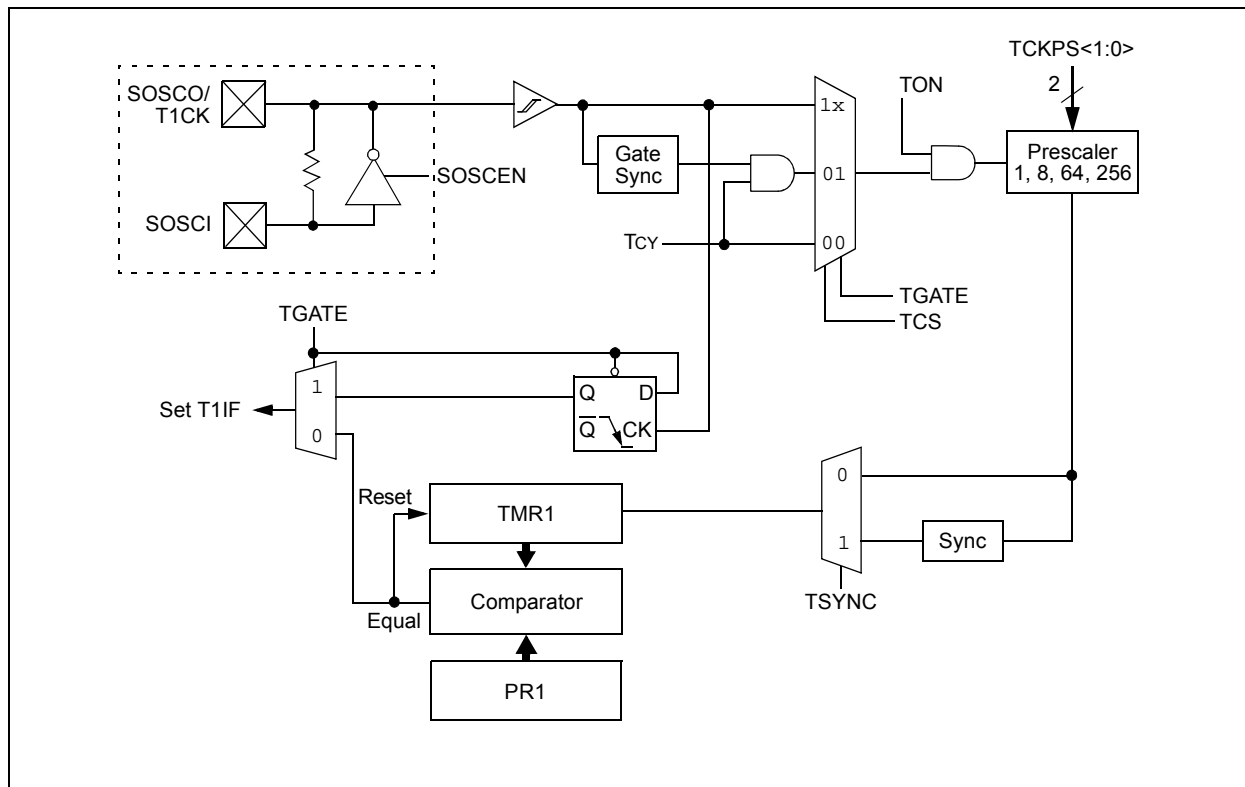 TCKPS<1:0>
SOSCO/
T1CK
TON
2
1x
Gate
Sync
Prescaler
1, 8, 64, 256
SOSCEN
01
SOSCI
TCY
00
TGATE
TCS
TGATE
1
Q
D
Set T1IF
Q
CK
0
Reset
TMR1
0
1
Sync
Equal
Comparator
TSYNC
PR1